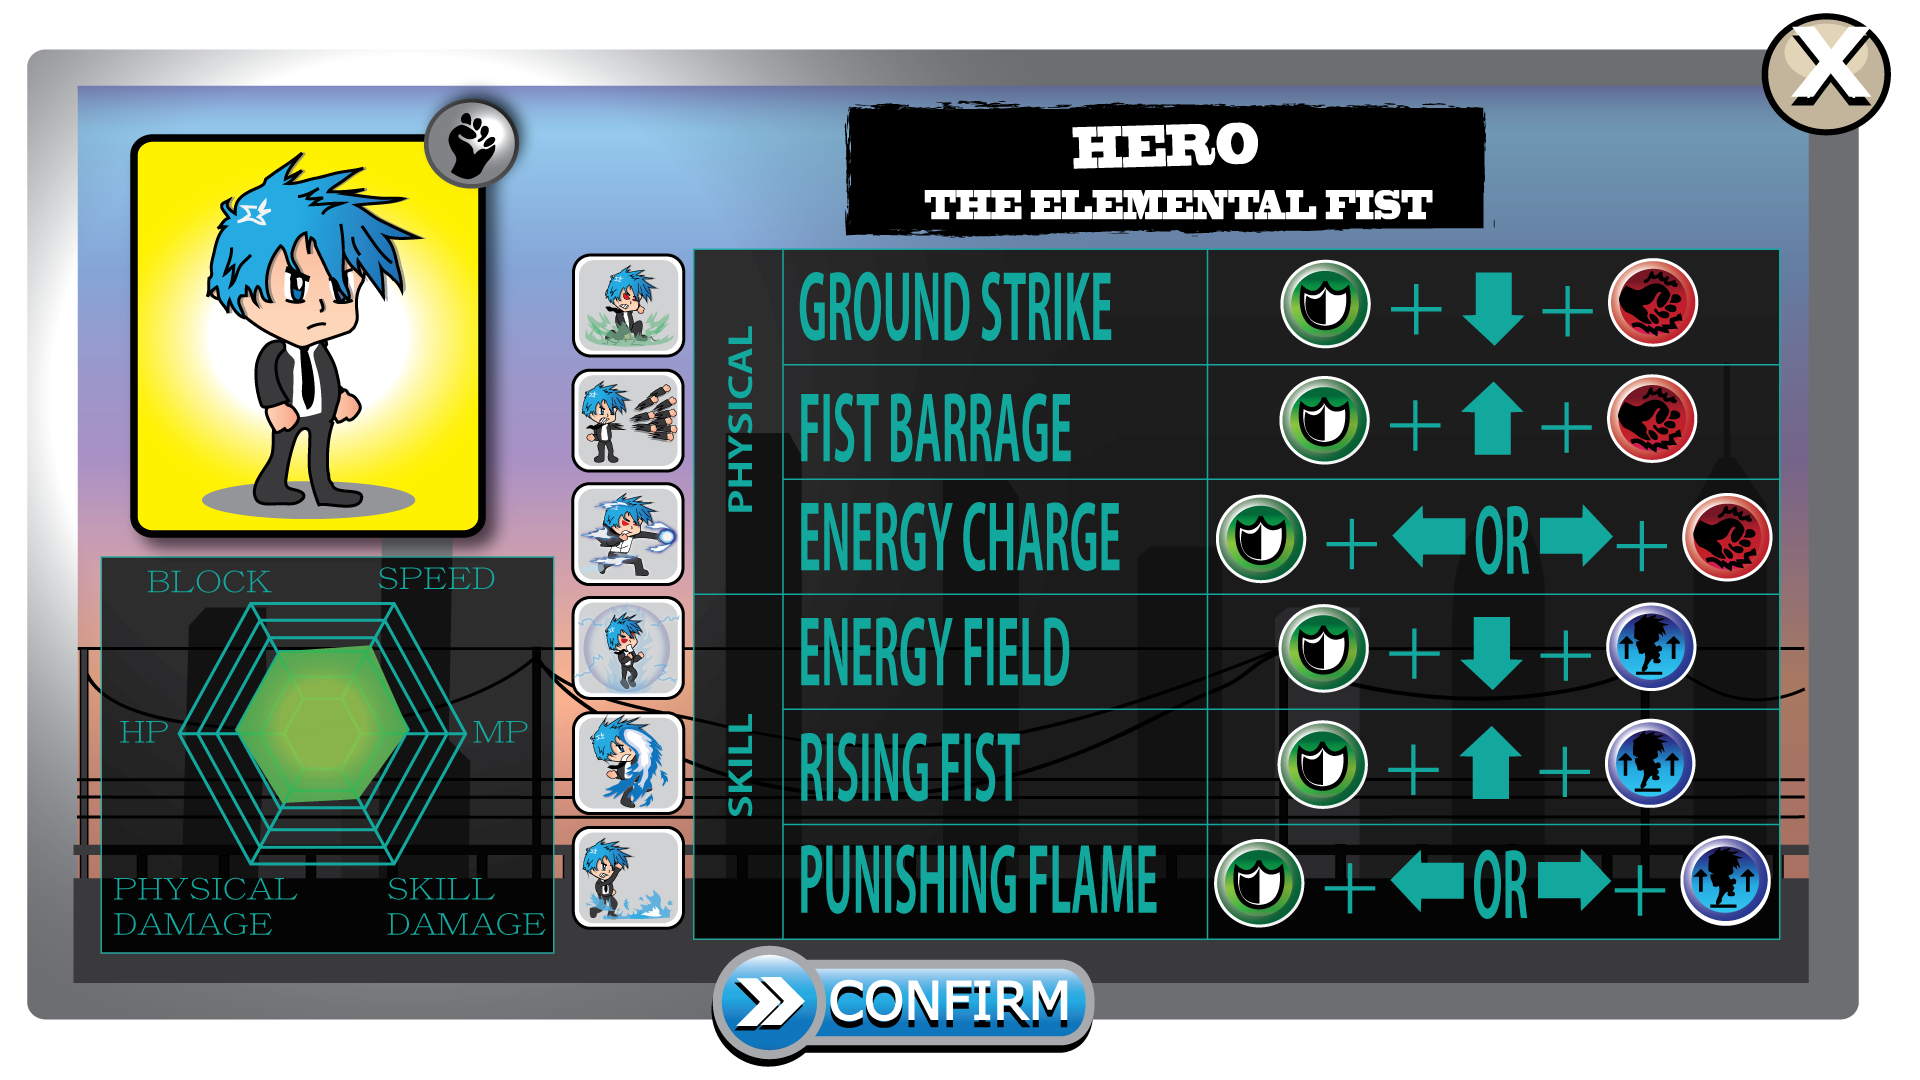 X
HERO
THE ELEMENTAL FIST
BLOCK
SPEED
HP
MP
PHYSICAL
DAMAGE
SKILL
DAMAGE
PHYSICAL
GROUND STRIKE
FIST BARRAGE
ENERGY CHARGE
OR
SKILL
ENERGY FIELD
RISING FIST
PUNISHING FLAME
OR
CONFIRM